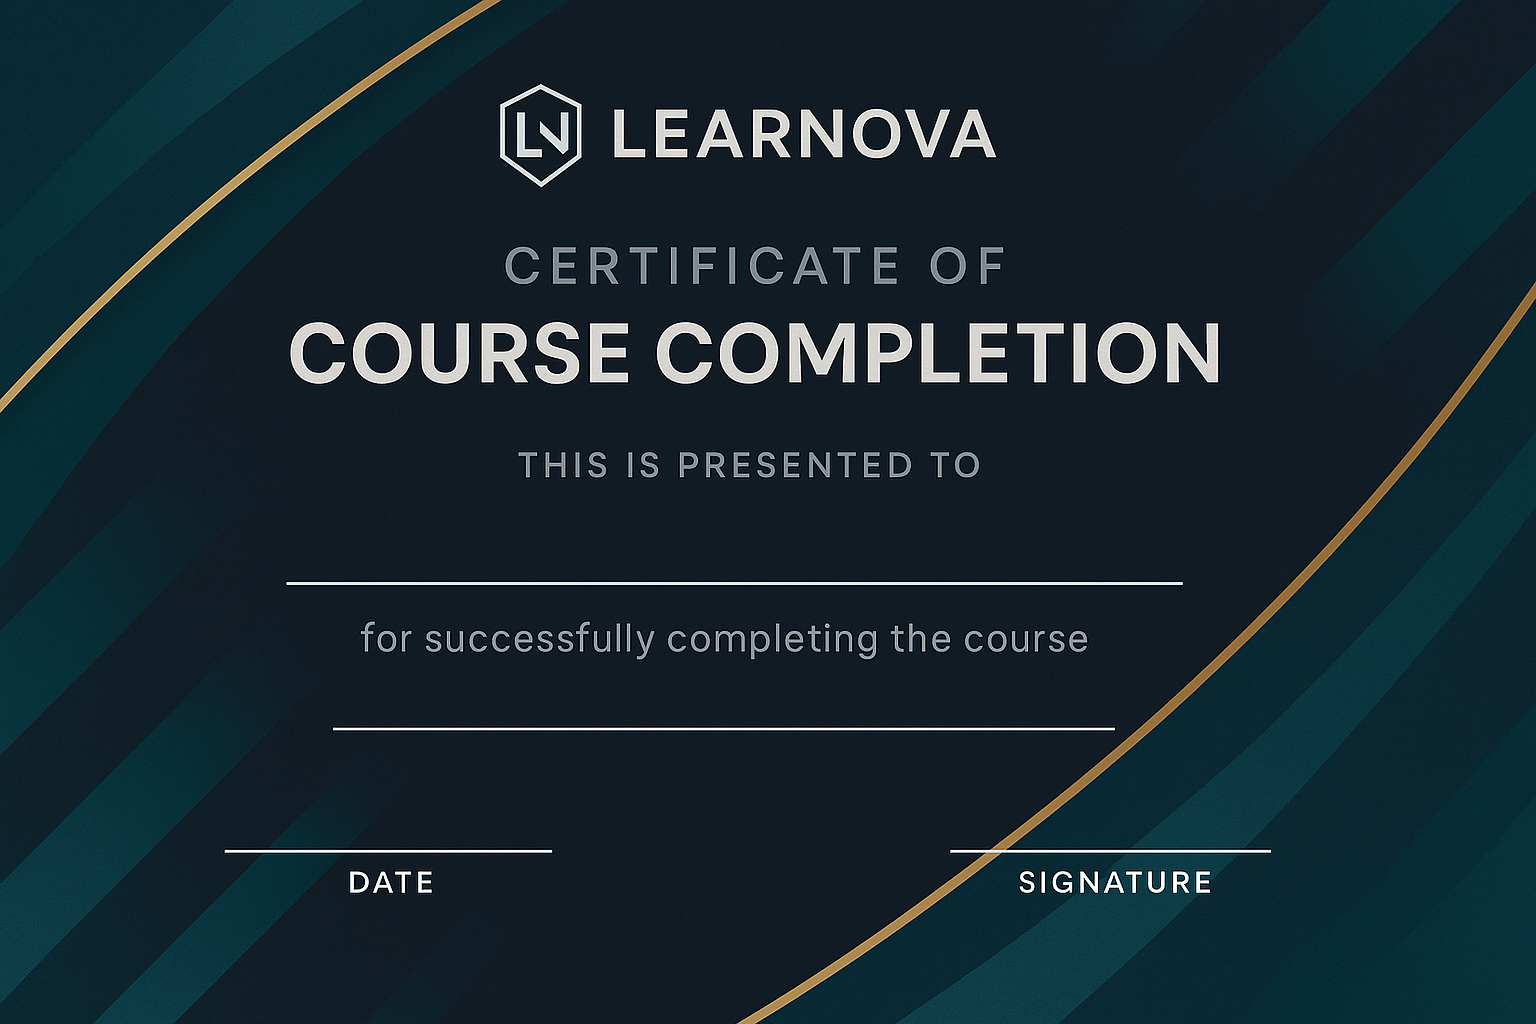 LN LEARNOVA
CERTIFICATE OF
COURSE COMPLETION
THIS IS PRESENTED TO
for successfully completing the course
DATE
SIGNATURE